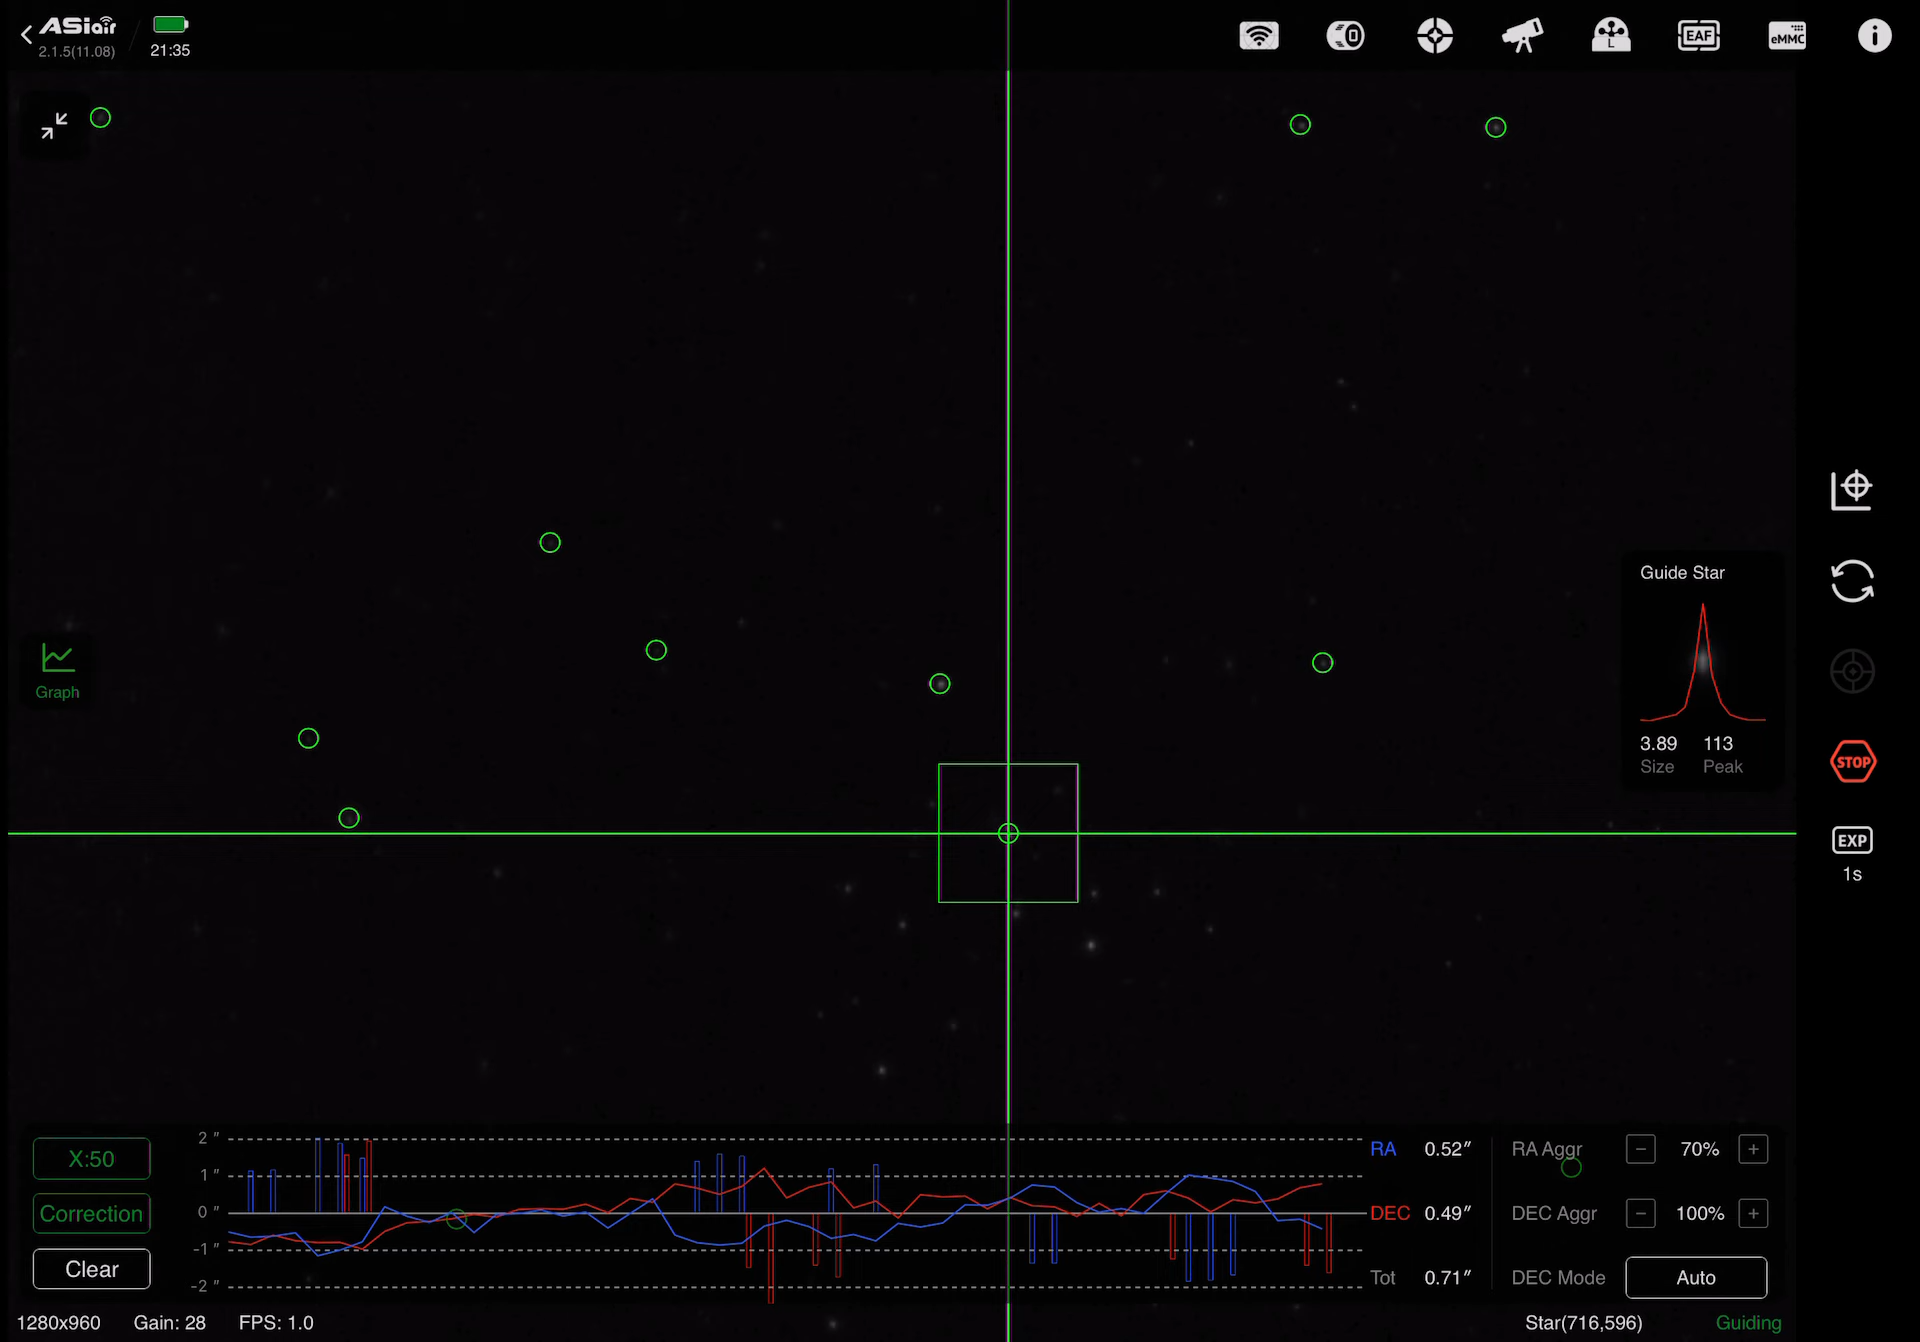 ASIair
2.1.5(11.08)
21:35
L
EAF
eMMC
i
Graph
Guide Star
3.89 113
Size Peak
STOP
EXP
1s
X:50
Correction
Clear
2 ″
1 ″
0 ″
-1 ″
-2 ″
RA 0.52″
DEC 0.49″
Tot 0.71″
RA Aggr − 70% +
DEC Aggr − 100% +
DEC Mode Auto
1280x960 Gain: 28 FPS: 1.0
Star(716,596) Guiding